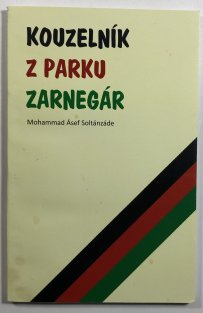 KOUZELNÍK
Z PARKU
ZARNEGÁR
Mohammad Ásef Soltánzáde